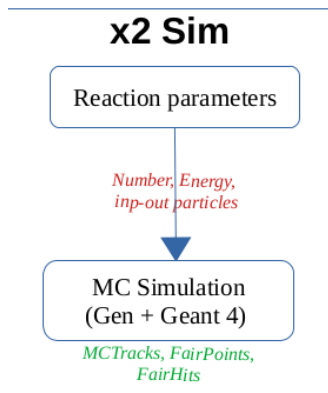 x2 Sim
Reaction parameters
Number, Energy,
inp-out particles
MC Simulation
(Gen + Geant 4)
MCTracks, FairPoints,
FairHits